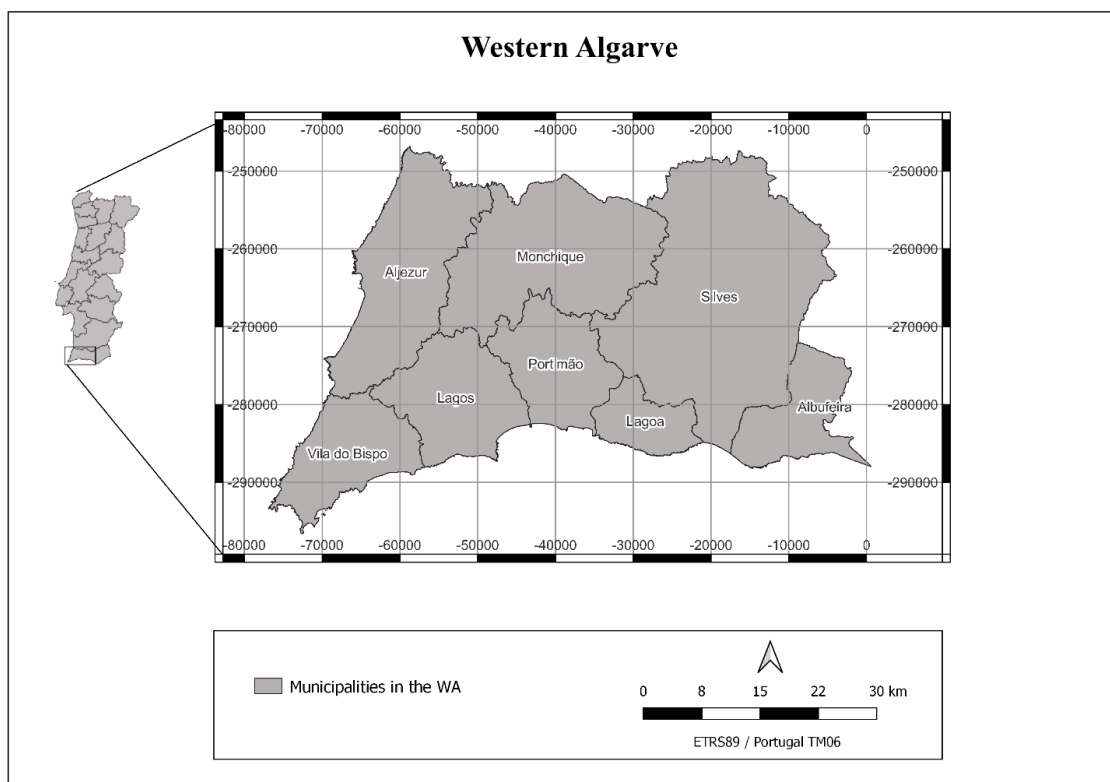 Western Algarve
-80000 -70000 -60000 -50000 -40000 -30000 -20000 -10000 0
-250000 -250000
-260000 -260000
Monchique
Aljezur
Silves
-270000 -270000
Portimão
Lagos
-280000 -280000
Albufeira
Lagoa
Vila do Bispo
-290000 -290000
-80000 -70000 -60000 -50000 -40000 -30000 -20000 -10000 0
Municipalities in the WA
0 8 15 22 30 km
ETRS89 / Portugal TM06